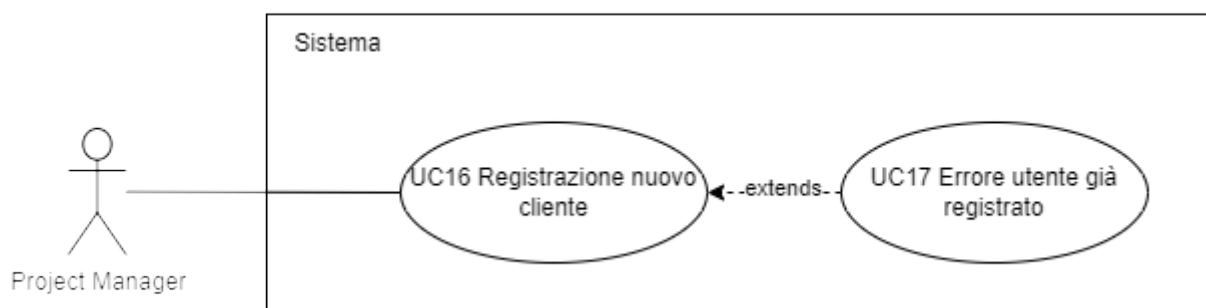 Sistema
UC16 Registrazione nuovo
cliente
extends
UC17 Errore utente già
registrato
Project Manager